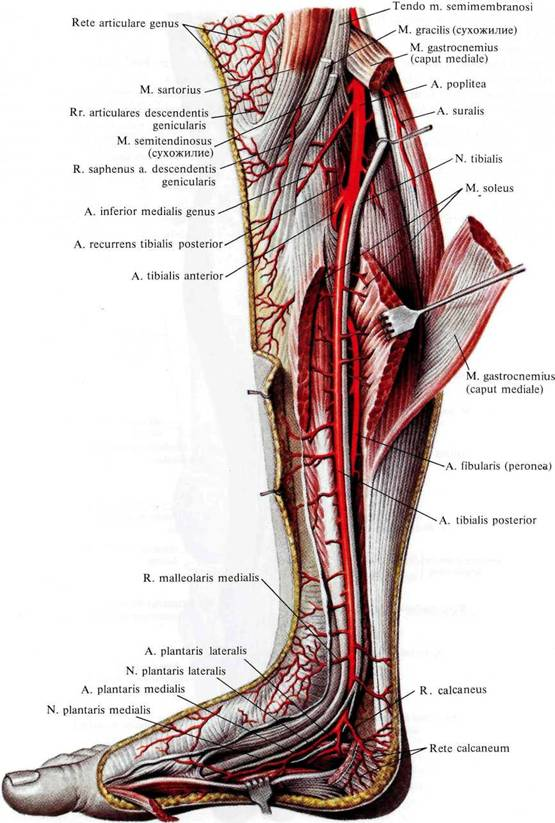 Rete articulare genus
M. sartorius
Rr. articulares descendentis
genicularis
M. semitendinosus
(сухожилие)
R. saphenus a. descendentis
genicularis
A. inferior medialis genus
A. recurrens tibialis posterior
A. tibialis anterior
R. malleolaris medialis
A. plantaris lateralis
N. plantaris lateralis
A. plantaris medialis
N. plantaris medialis
Tendo m. semimembranosi
M. gracilis (сухожилие)
M. gastrocnemius
(caput mediale)
A. poplitea
A. suralis
N. tibialis
M. soleus
M. gastrocnemius
(caput mediale)
A. fibularis (peronea)
A. tibialis posterior
R. calcaneus
Rete calcaneum